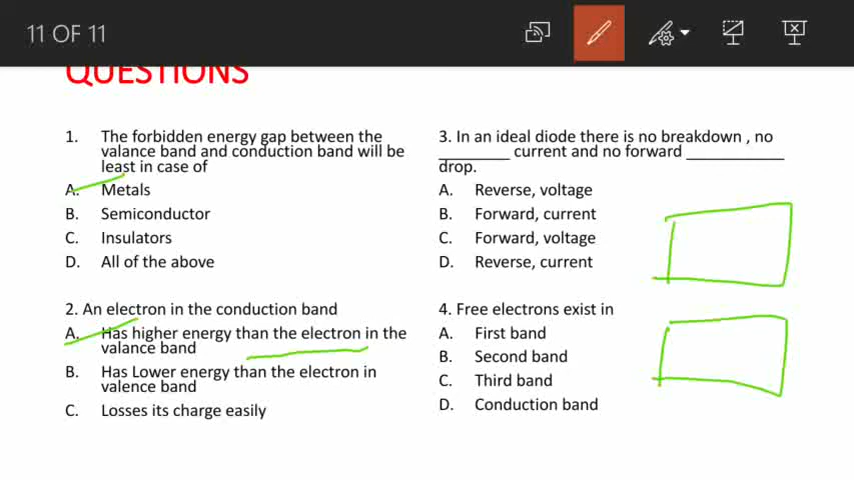 11 OF 11
QUESTIONS
1. The forbidden energy gap between the
valance band and conduction band will be
least in case of
A. Metals
B. Semiconductor
C. Insulators
D. All of the above
2. An electron in the conduction band
A. Has higher energy than the electron in the
valance band
B. Has Lower energy than the electron in
valence band
C. Losses its charge easily
3. In an ideal diode there is no breakdown , no
________ current and no forward ___________
drop.
A. Reverse, voltage
B. Forward, current
C. Forward, voltage
D. Reverse, current
4. Free electrons exist in
A. First band
B. Second band
C. Third band
D. Conduction band